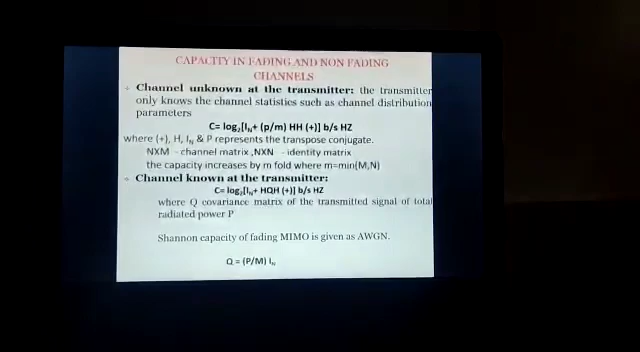 CAPACITY IN FADING AND NON FADING
CHANNELS
Channel unknown at the transmitter: the transmitter
only knows the channel statistics such as channel distribution
parameters
C= log₂[Iₙ+ (p/m) HH (+)] b/s HZ
where (+), H, Iₙ & P represents the transpose conjugate.
NXM - channel matrix ,NXN - identity matrix
the capacity increases by m fold where m=min(M,N)
Channel known at the transmitter:
C= log₂[Iₙ+ HQH (+)] b/s HZ
where Q covariance matrix of the transmitted signal of total
radiated power P
Shannon capacity of fading MIMO is given as AWGN.
Q = (P/M) Iₙ